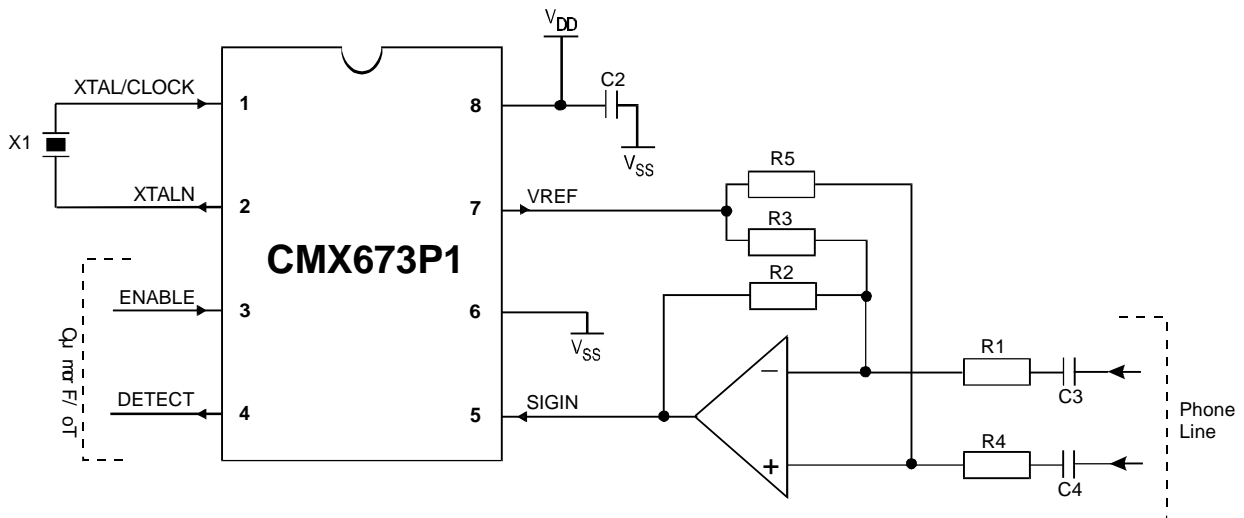 VDD
C2
VSS
XTAL/CLOCK
1
8
X1
XTALN
2
7
VREF
R5
R3
R2
CMX673P1
ENABLE
3
6
VSS
DETECT
4
5
SIGIN
−
+
R1
C3
R4
C4
Phone
Line